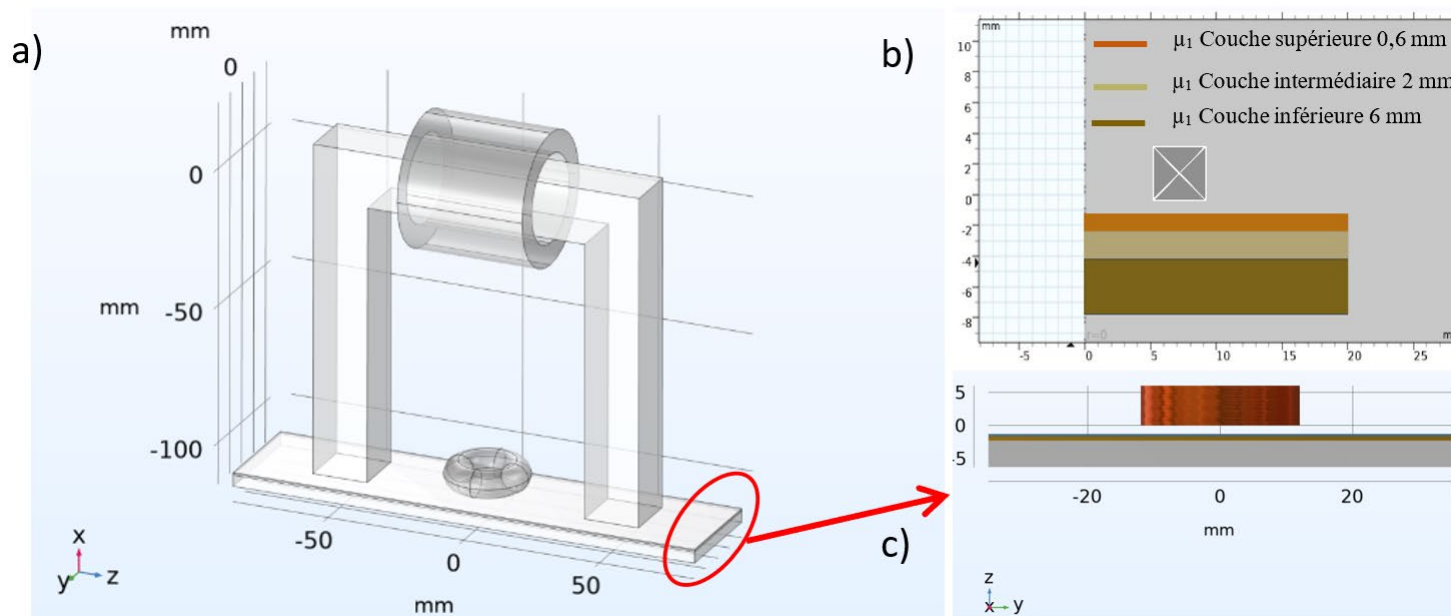 a)
mm
0
0
mm
-50
-100
-50
0
50
mm
x
y
z
b)
mm
10
8
6
4
2
0
-2
-4
-6
-8
µ₁ Couche supérieure 0,6 mm
µ₁ Couche intermédiaire 2 mm
µ₁ Couche inférieure 6 mm
r=0
-5
0
5
10
15
20
25
m
c)
5
0
-5
-20
0
20
mm
z
x
y